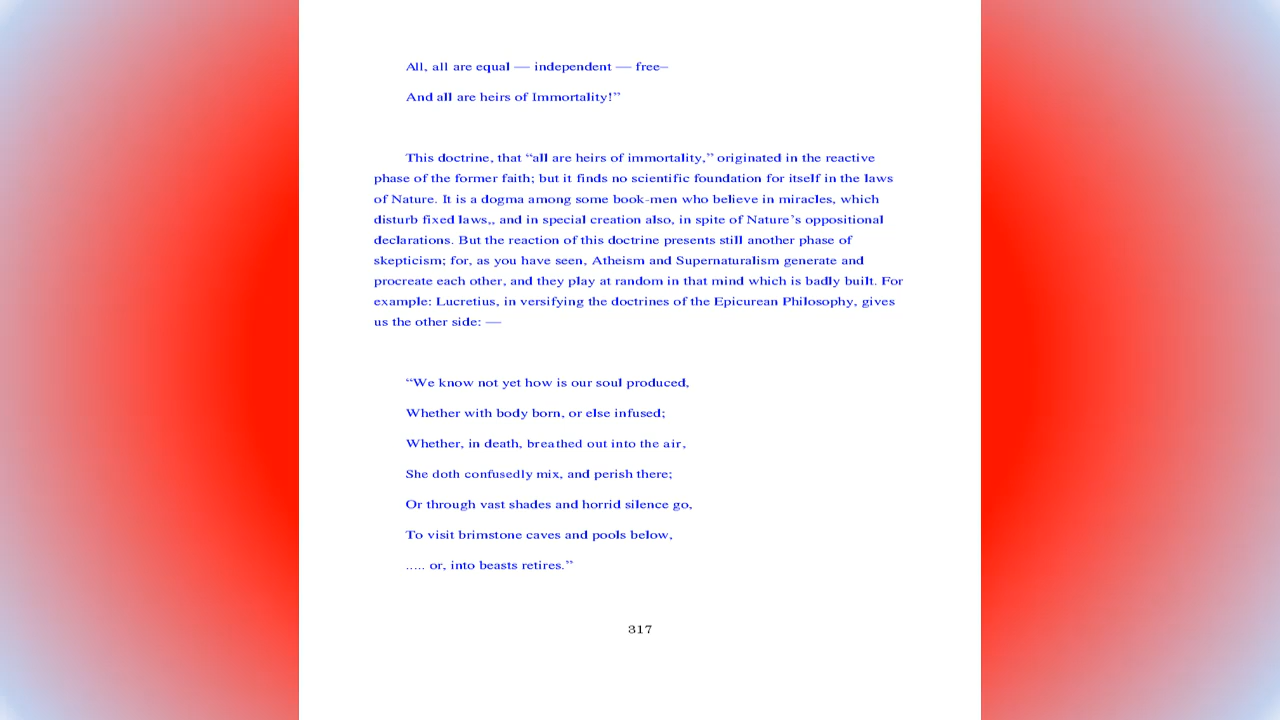 All, all are equal — independent — free–
And all are heirs of Immortality!”
This doctrine, that “all are heirs of immortality,” originated in the reactive
phase of the former faith; but it finds no scientific foundation for itself in the laws
of Nature. It is a dogma among some book-men who believe in miracles, which
disturb fixed laws,, and in special creation also, in spite of Nature’s oppositional
declarations. But the reaction of this doctrine presents still another phase of
skepticism; for, as you have seen, Atheism and Supernaturalism generate and
procreate each other, and they play at random in that mind which is badly built. For
example: Lucretius, in versifying the doctrines of the Epicurean Philosophy, gives
us the other side: —
“We know not yet how is our soul produced,
Whether with body born, or else infused;
Whether, in death, breathed out into the air,
She doth confusedly mix, and perish there;
Or through vast shades and horrid silence go,
To visit brimstone caves and pools below,
..... or, into beasts retires.”
317